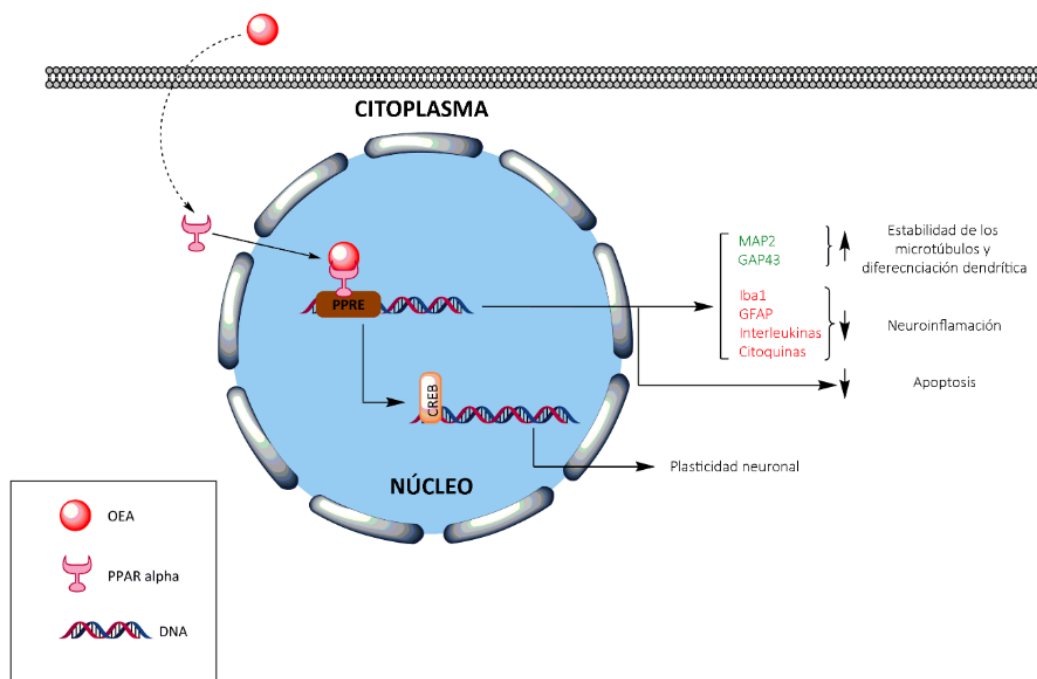 CITOPLASMA
MAP2
GAP43
Estabilidad de los
microtúbulos y
diferecnciación dendrítica
PPRE
Iba1
GFAP
Interleukinas
Citoquinas
Neuroinflamación
Apoptosis
CREB
Plasticidad neuronal
NÚCLEO
OEA
PPAR alpha
DNA